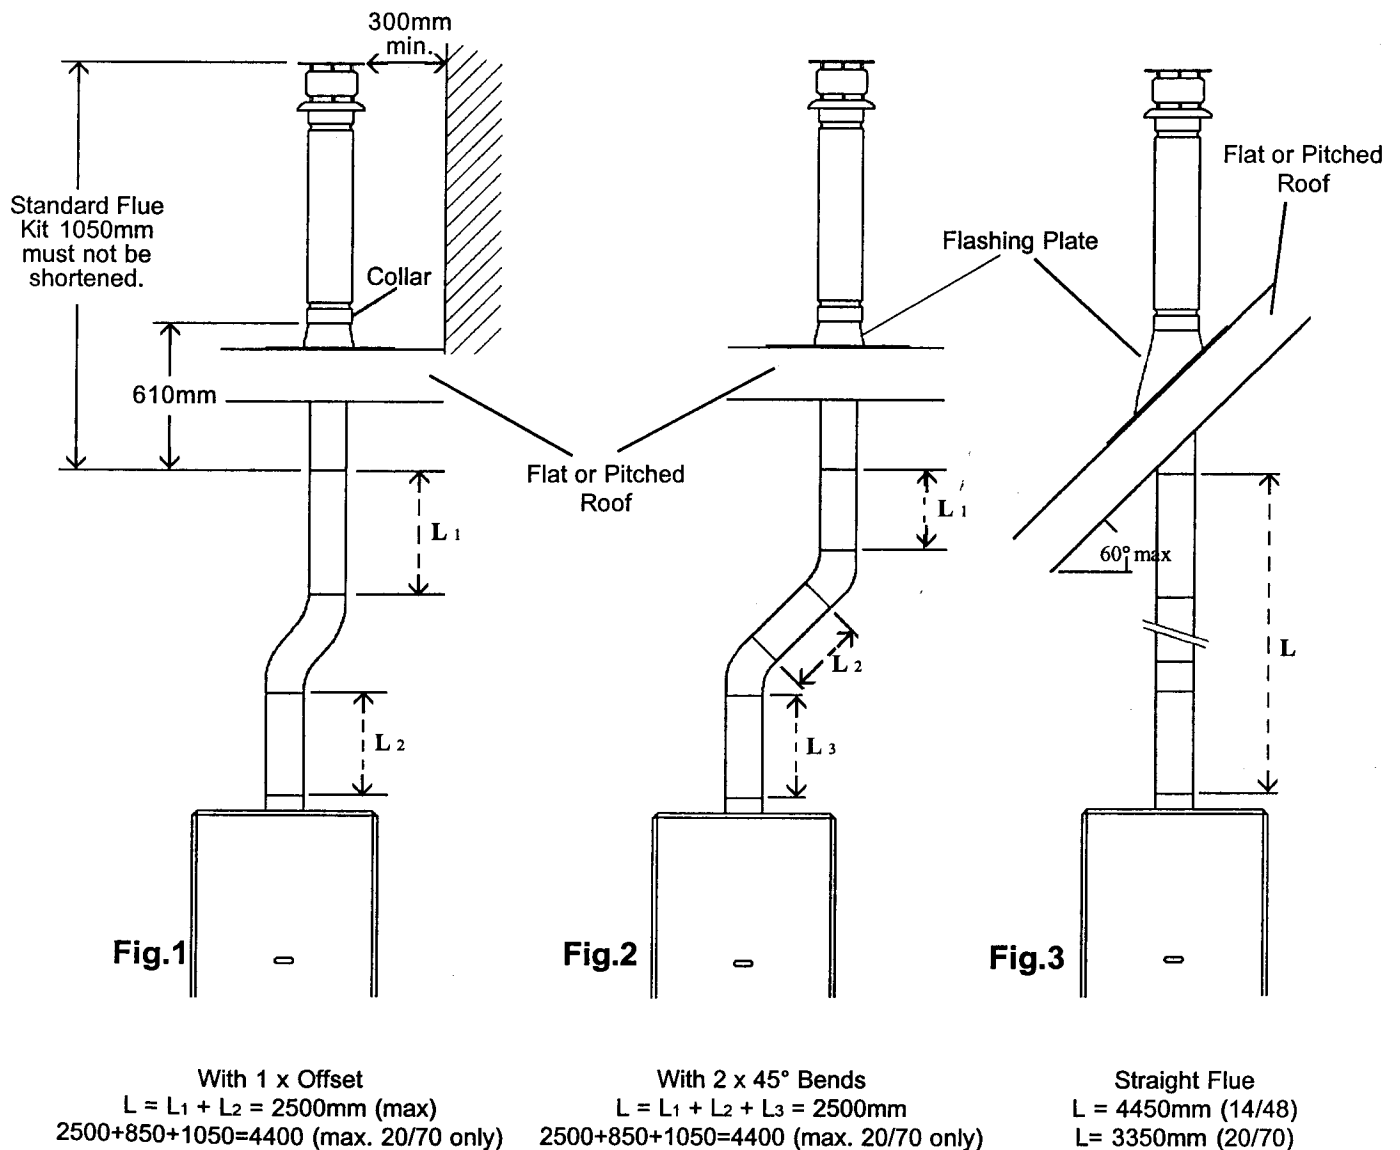 300mm
min.
Standard Flue
Kit 1050mm
must not be
shortened.
Collar
610mm
L 1
L 2
Flat or Pitched
Roof
Flashing Plate
Flat or Pitched
Roof
L 1
L 2
L 3
60° max
L
Fig.1
Fig.2
Fig.3
With 1 x Offset
L = L1 + L2 = 2500mm (max)
2500+850+1050=4400 (max. 20/70 only)
With 2 x 45° Bends
L = L1 + L2 + L3 = 2500mm
2500+850+1050=4400 (max. 20/70 only)
Straight Flue
L = 4450mm (14/48)
L= 3350mm (20/70)